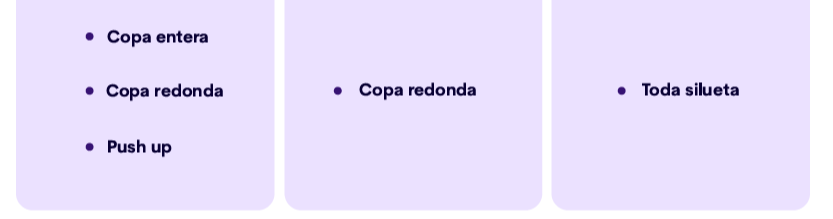 Copa entera
Copa redonda
Push up
Copa redonda
Toda silueta